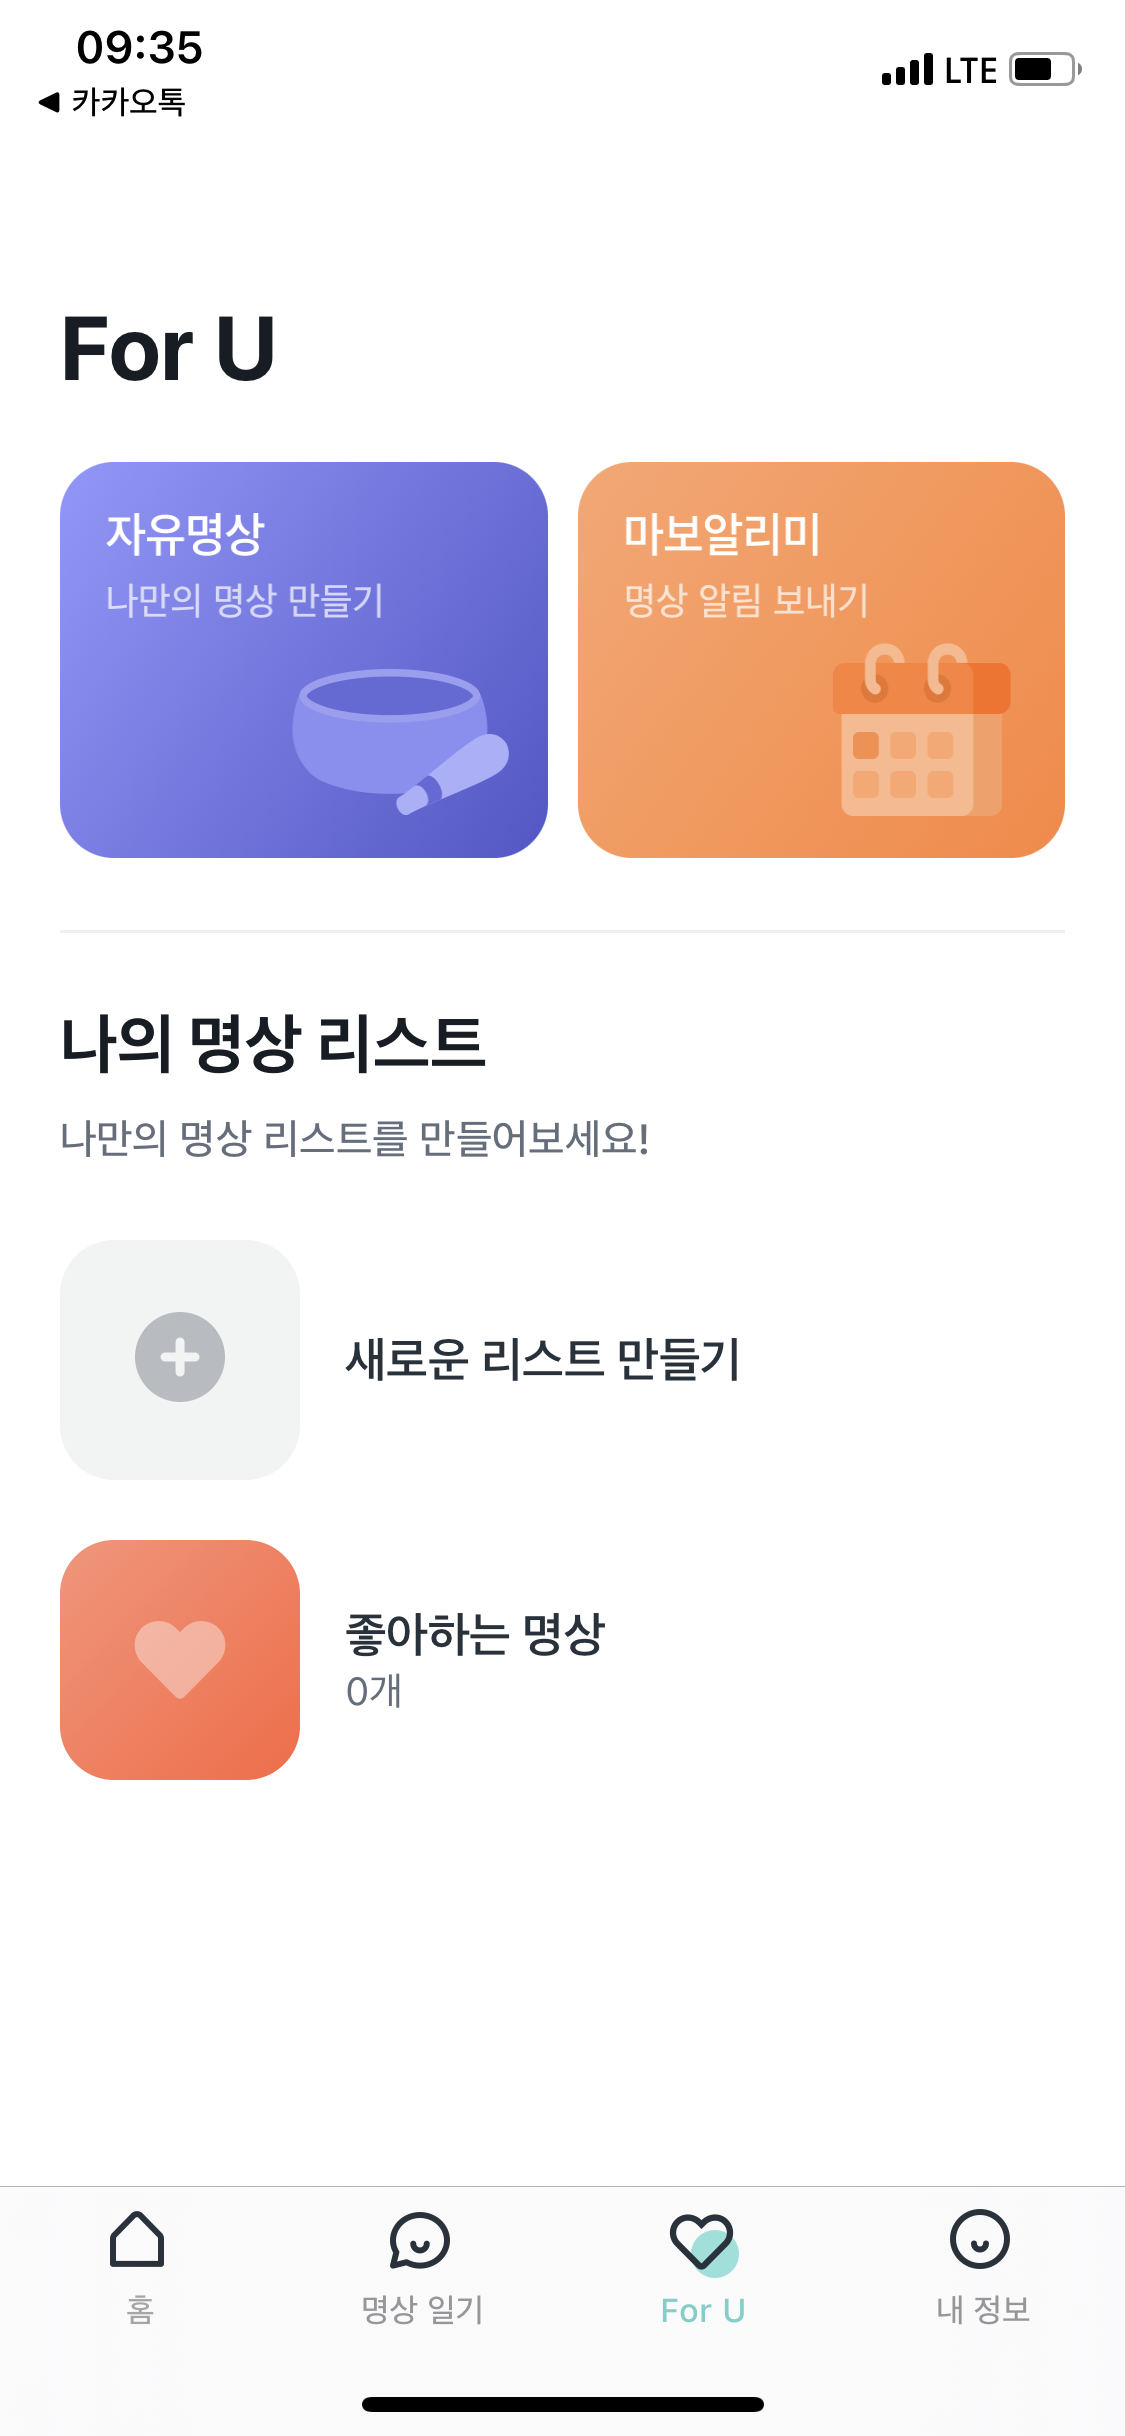 09:35
LTE
◀ 카카오톡
For U
자유명상
나만의 명상 만들기
마보알리미
명상 알림 보내기
나의 명상 리스트
나만의 명상 리스트를 만들어보세요!
새로운 리스트 만들기
좋아하는 명상
0개
홈
명상 일기
For U
내 정보